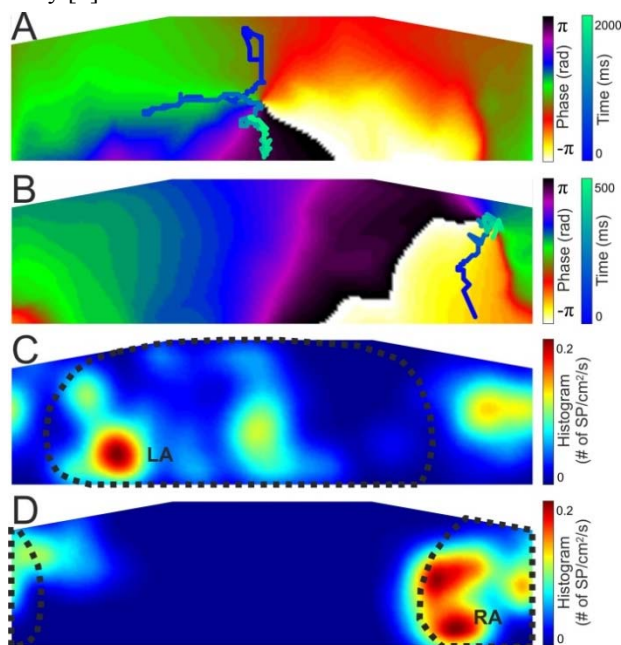 A
π
Phase (rad)
-π
2000
Time (ms)
0
B
π
Phase (rad)
-π
500
Time (ms)
0
C
LA
0.2
Histogram
(# of SP/cm²/s)
0
D
RA
0.2
Histogram
(# of SP/cm²/s)
0